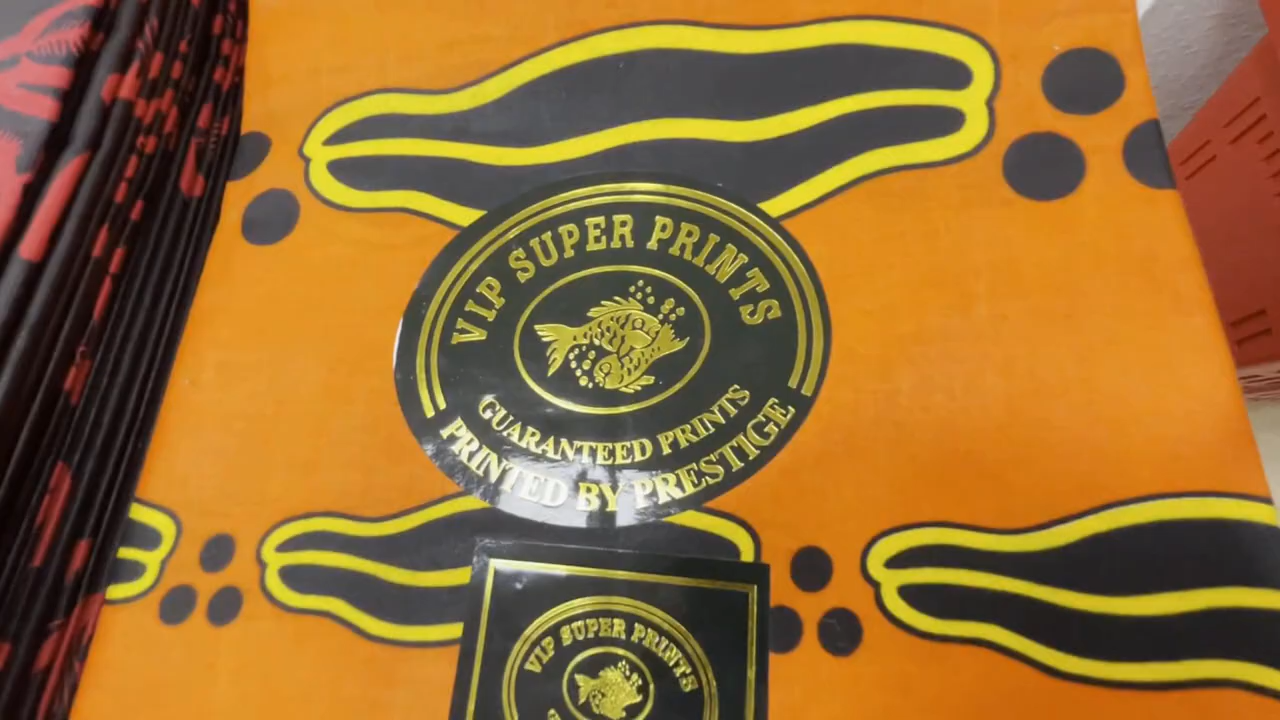 VIP SUPER PRINTS
GUARANTEED PRINTS
PRINTED BY PRESTIGE
VIP SUPER PRINTS